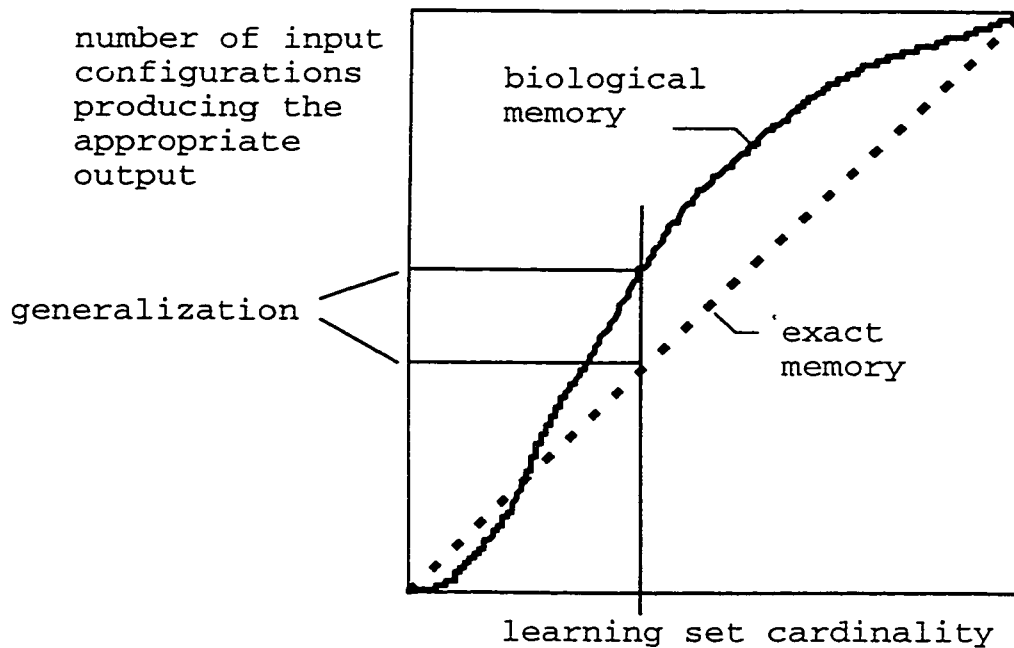 number of input
configurations
producing the
appropriate
output
biological
memory
generalization
exact
memory
learning set cardinality